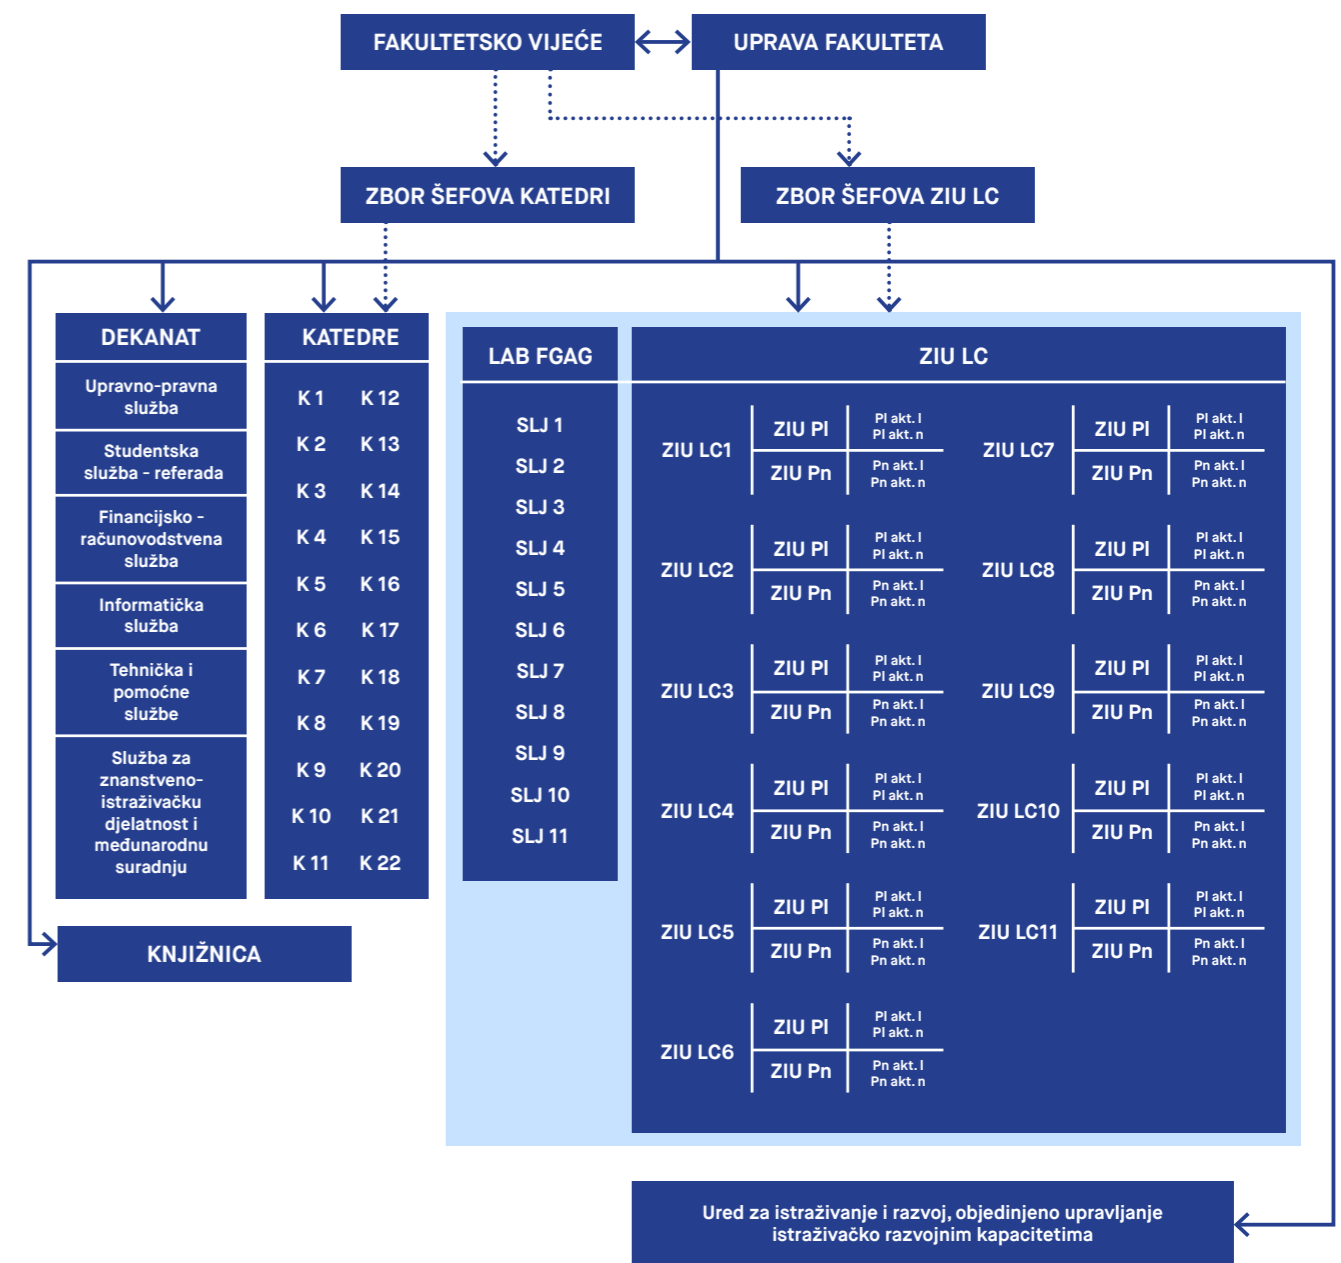 FAKULTETSKO VIJEĆE
UPRAVA FAKULTETA
ZBOR ŠEFOVA KATEDRI
ZBOR ŠEFOVA ZIU LC
DEKANAT
Upravno-pravna
služba
Studentska
služba - referada
Financijsko -
računovodstvena
služba
Informatička
služba
Tehnička i
pomoćne
službe
Služba za
znanstveno-
istraživačku
djelatnost i
međunarodnu
suradnju
KATEDRE
K 1 K 12
K 2 K 13
K 3 K 14
K 4 K 15
K 5 K 16
K 6 K 17
K 7 K 18
K 8 K 19
K 9 K 20
K 10 K 21
K 11 K 22
KNJIŽNICA
LAB FGAG
SLJ 1
SLJ 2
SLJ 3
SLJ 4
SLJ 5
SLJ 6
SLJ 7
SLJ 8
SLJ 9
SLJ 10
SLJ 11
ZIU LC
ZIU LC1
ZIU Pl
Pl akt. l
Pl akt. n
ZIU Pn
Pn akt. l
Pn akt. n
ZIU LC2
ZIU Pl
Pl akt. l
Pl akt. n
ZIU Pn
Pn akt. l
Pn akt. n
ZIU LC3
ZIU Pl
Pl akt. l
Pl akt. n
ZIU Pn
Pn akt. l
Pn akt. n
ZIU LC4
ZIU Pl
Pl akt. l
Pl akt. n
ZIU Pn
Pn akt. l
Pn akt. n
ZIU LC5
ZIU Pl
Pl akt. l
Pl akt. n
ZIU Pn
Pn akt. l
Pn akt. n
ZIU LC6
ZIU Pl
Pl akt. l
Pl akt. n
ZIU Pn
Pn akt. l
Pn akt. n
ZIU LC7
ZIU Pl
Pl akt. l
Pl akt. n
ZIU Pn
Pn akt. l
Pn akt. n
ZIU LC8
ZIU Pl
Pl akt. l
Pl akt. n
ZIU Pn
Pn akt. l
Pn akt. n
ZIU LC9
ZIU Pl
Pl akt. l
Pl akt. n
ZIU Pn
Pn akt. l
Pn akt. n
ZIU LC10
ZIU Pl
Pl akt. l
Pl akt. n
ZIU Pn
Pn akt. l
Pn akt. n
ZIU LC11
ZIU Pl
Pl akt. l
Pl akt. n
ZIU Pn
Pn akt. l
Pn akt. n
Ured za istraživanje i razvoj, objedinjeno upravljanje
istraživačko razvojnim kapacitetima